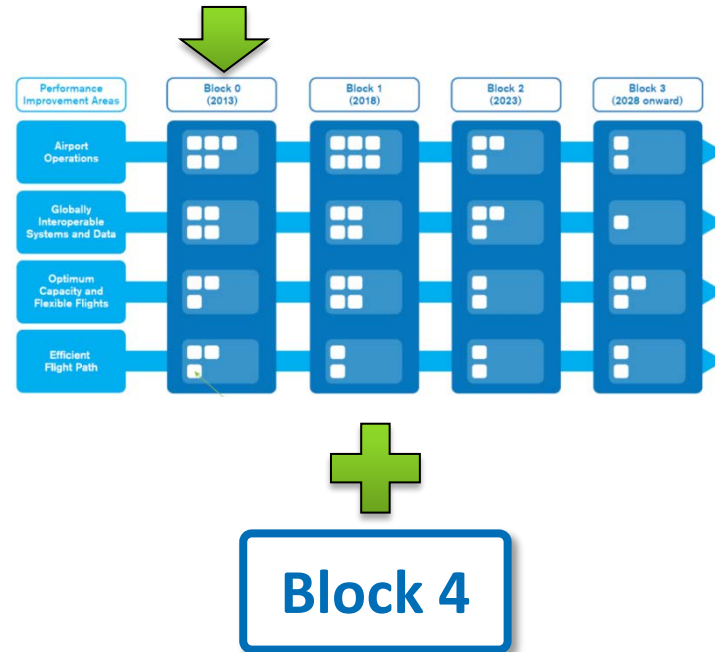 Performance
Improvement Areas
Block 0
(2013)
Block 1
(2018)
Block 2
(2023)
Block 3
(2028 onward)
Airport
Operations
Globally
Interoperable
Systems and Data
Optimum
Capacity and
Flexible Flights
Efficient
Flight Path
Block 4